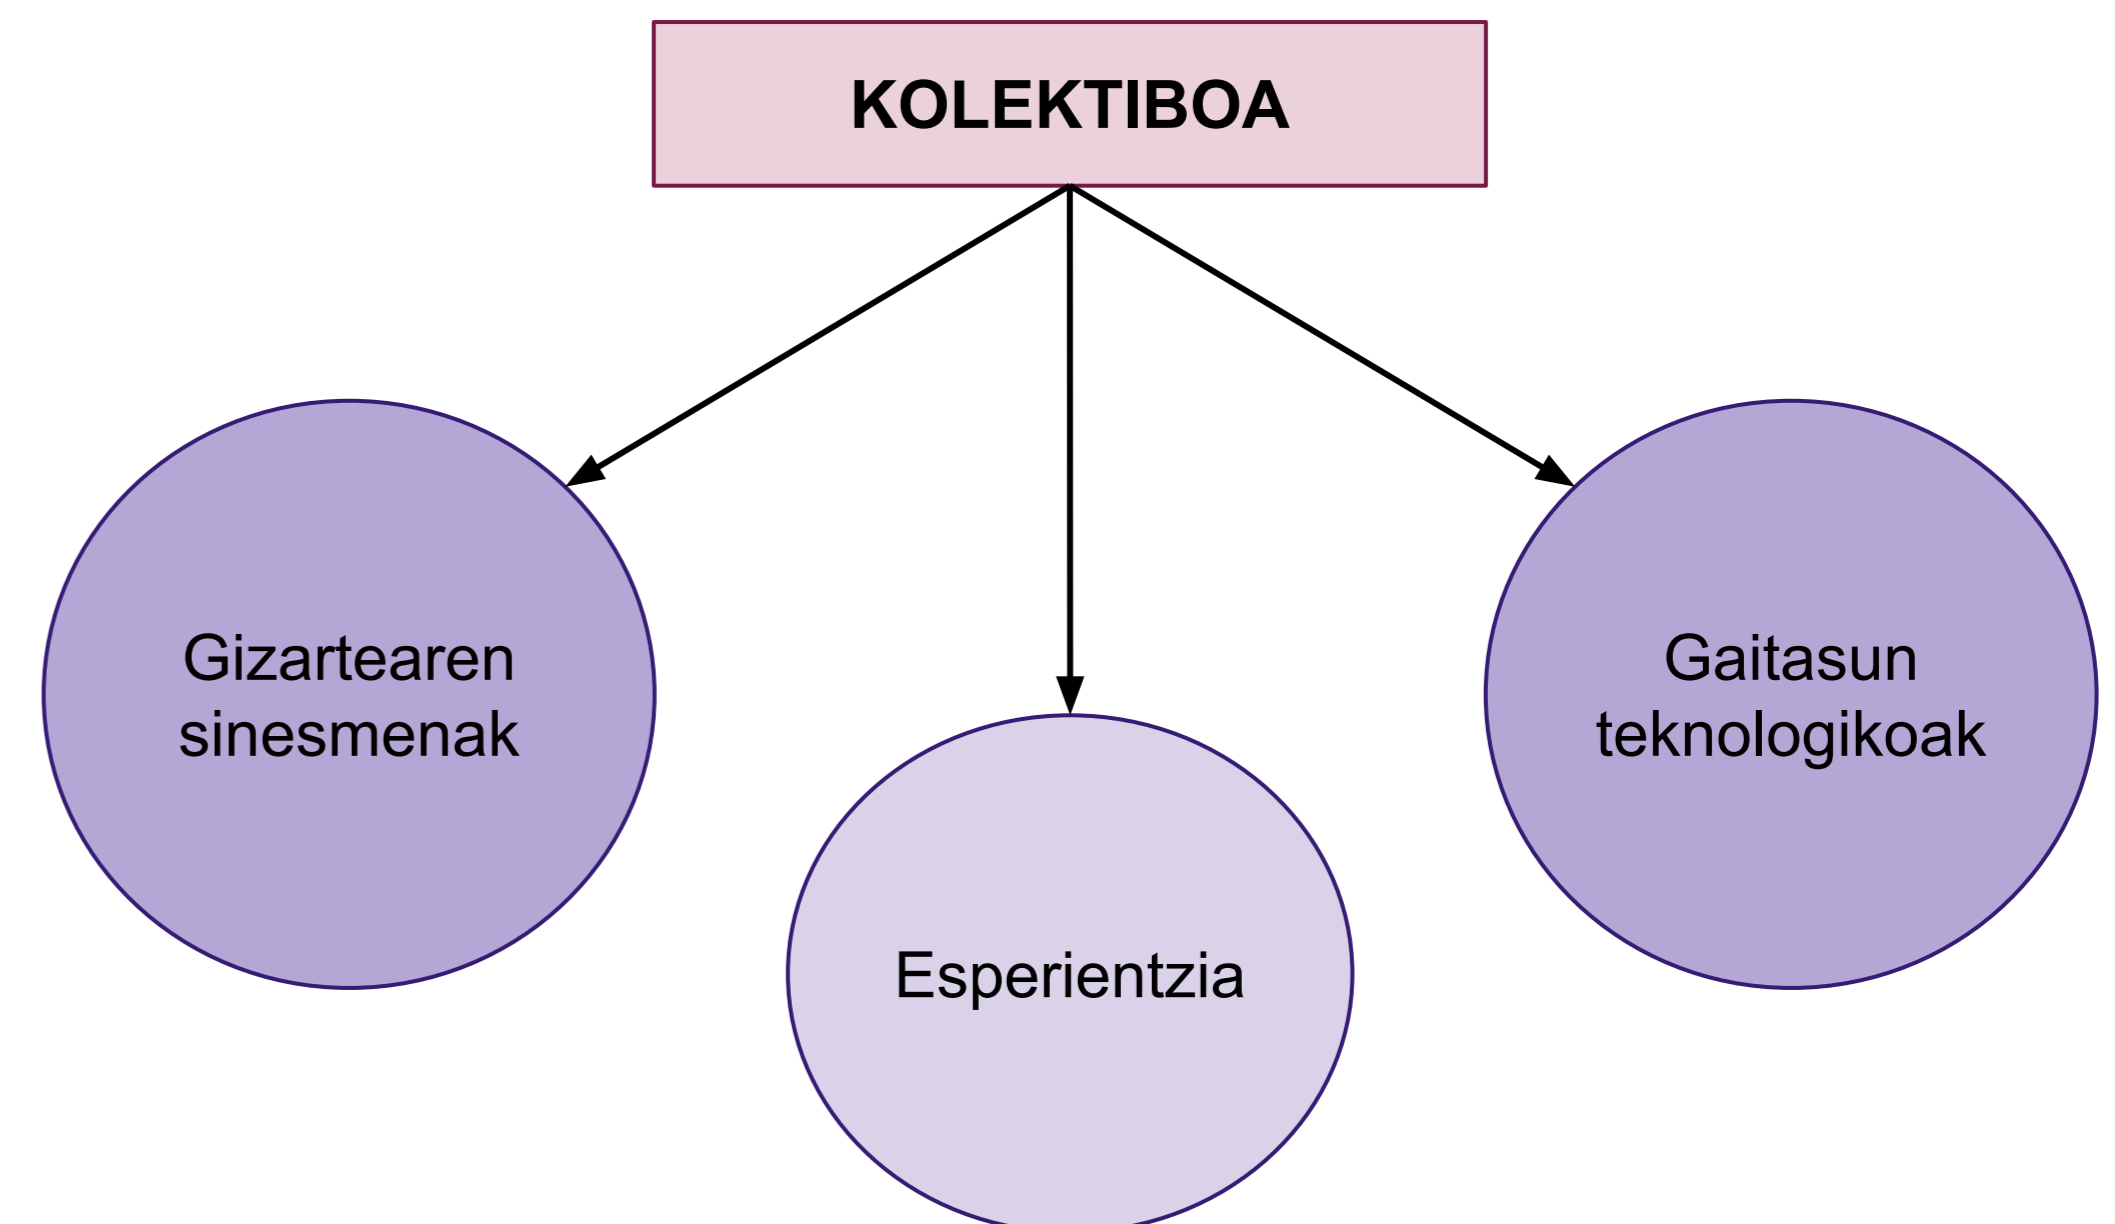 KOLEKTIBOA
Gizartearen
sinesmenak
Gaitasun
teknologikoak
Esperientzia